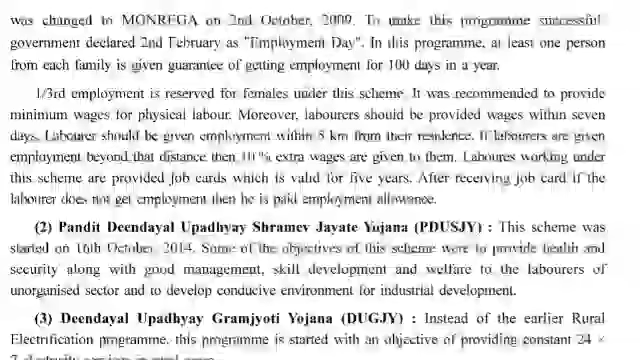 was changed to MONREGA on 2nd October, 2009. To make this programme successful
government declared 2nd February as "Employment Day". In this programme, at least one person
from each family is given guarantee of getting employment for 100 days in a year.
1/3rd employment is reserved for females under this scheme. It was recommended to provide
minimum wages for physical labour. Moreover, labourers should be provided wages within seven
days. Labourer should be given employment within 5 km from their residence. If labourers are given
employment beyond that distance then 10% extra wages are given to them. Laboures working under
this scheme are provided job cards which is valid for five years. After receiving job card if the
labourer does not get employment then he is paid employment allowance.
(2) Pandit Deendayal Upadhyay Shramev Jayate Yojana (PDUSJY) : This scheme was
started on 16th October, 2014. Some of the objectives of this scheme were to provide health and
security along with good management, skill development and welfare to the labourers of
unorganised sector and to develop conducive environment for industrial development.
(3) Deendayal Upadhyay Gramjyoti Yojana (DUGJY) : Instead of the earlier Rural
Electrification programme, this programme is started with an objective of providing constant 24 ×